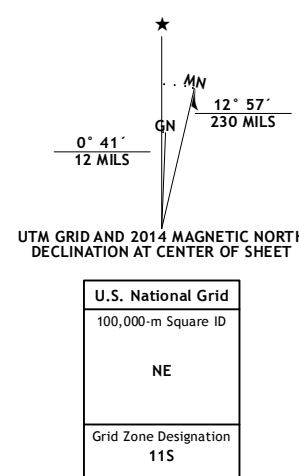 ★
MN
GN
12° 57´
230 MILS
0° 41´
12 MILS
UTM GRID AND 2014 MAGNETIC NORTH
DECLINATION AT CENTER OF SHEET
U.S. National Grid
100,000-m Square ID
NE
Grid Zone Designation
11S